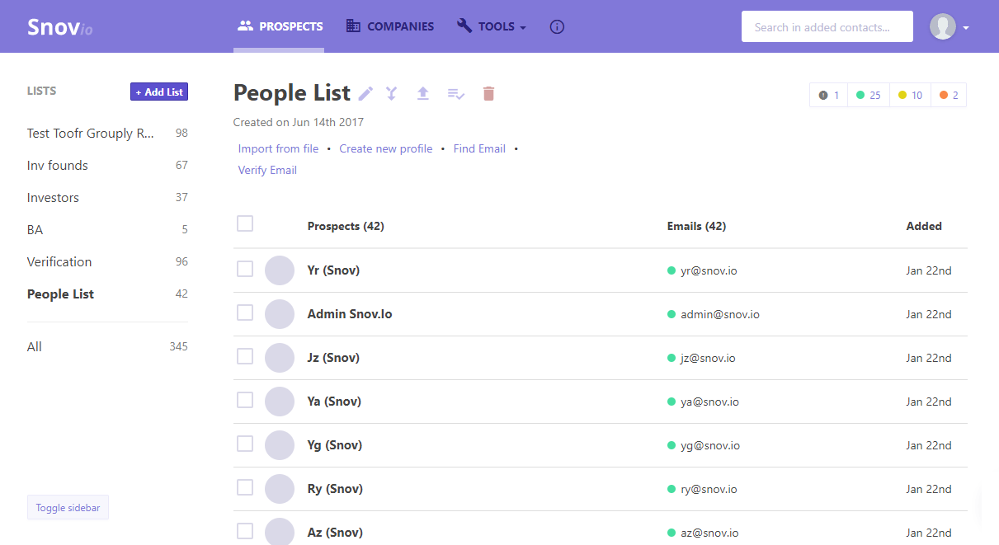 Snovio PROSPECTS COMPANIES TOOLS Search in added contacts...
LISTS + Add List
Test Toofr Grouply R... 98
Inv founds 67
Investors 37
BA 5
Verification 96
People List 42
All 345
Toggle sidebar
People List
1 25 10 2
Created on Jun 14th 2017
Import from file • Create new profile • Find Email •
Verify Email
Prospects (42) Emails (42) Added
Yr (Snov) yr@snov.io Jan 22nd
Admin Snov.Io admin@snov.io Jan 22nd
Jz (Snov) jz@snov.io Jan 22nd
Ya (Snov) ya@snov.io Jan 22nd
Yg (Snov) yg@snov.io Jan 22nd
Ry (Snov) ry@snov.io Jan 22nd
Az (Snov) az@snov.io Jan 22nd